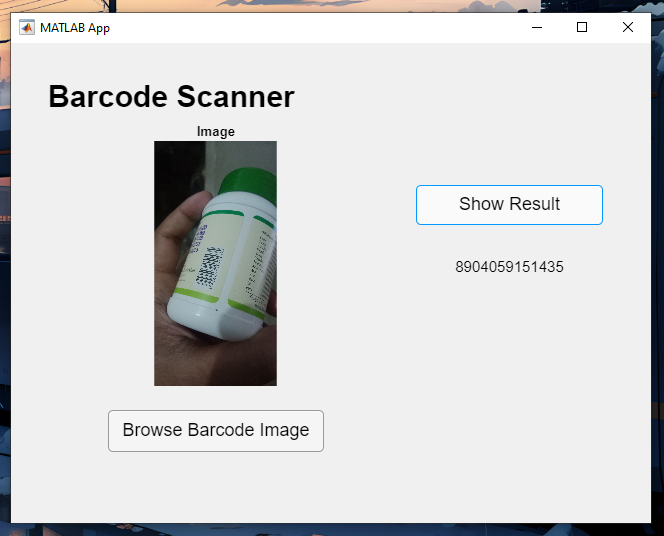 MATLAB App
Barcode Scanner
Image
Show Result
8904059151435
Browse Barcode Image